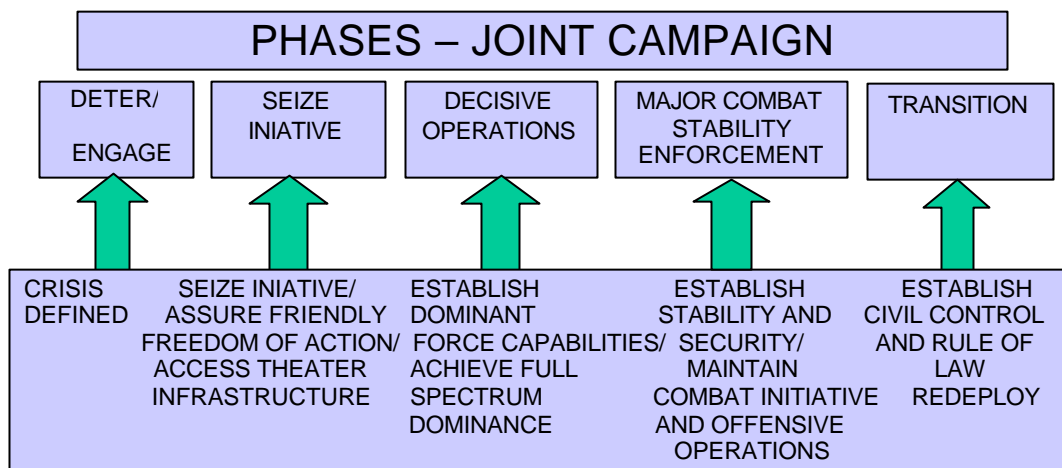 PHASES – JOINT CAMPAIGN
DETER/
ENGAGE
SEIZE
INIATIVE
DECISIVE
OPERATIONS
MAJOR COMBAT
STABILITY
ENFORCEMENT
TRANSITION
CRISIS
DEFINED
SEIZE INIATIVE/
ASSURE FRIENDLY
FREEDOM OF ACTION/
ACCESS THEATER
INFRASTRUCTURE
ESTABLISH
DOMINANT
FORCE CAPABILITIES/
ACHIEVE FULL
SPECTRUM
DOMINANCE
ESTABLISH
STABILITY AND
SECURITY/
MAINTAIN
COMBAT INITIATIVE
AND OFFENSIVE
OPERATIONS
ESTABLISH
CIVIL CONTROL
AND RULE OF
LAW
REDEPLOY